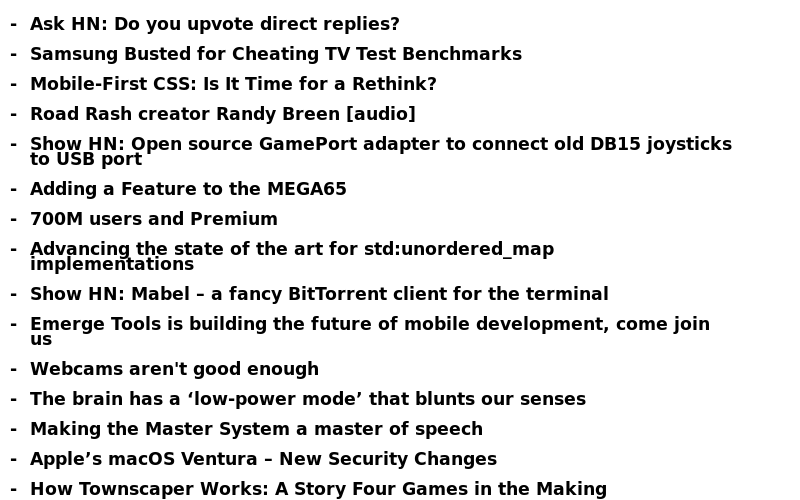 - Ask HN: Do you upvote direct replies?
- Samsung Busted for Cheating TV Test Benchmarks
- Mobile-First CSS: Is It Time for a Rethink?
- Road Rash creator Randy Breen [audio]
- Show HN: Open source GamePort adapter to connect old DB15 joysticks
to USB port
- Adding a Feature to the MEGA65
- 700M users and Premium
- Advancing the state of the art for std:unordered_map
implementations
- Show HN: Mabel – a fancy BitTorrent client for the terminal
- Emerge Tools is building the future of mobile development, come join
us
- Webcams aren't good enough
- The brain has a ‘low-power mode’ that blunts our senses
- Making the Master System a master of speech
- Apple’s macOS Ventura – New Security Changes
- How Townscaper Works: A Story Four Games in the Making